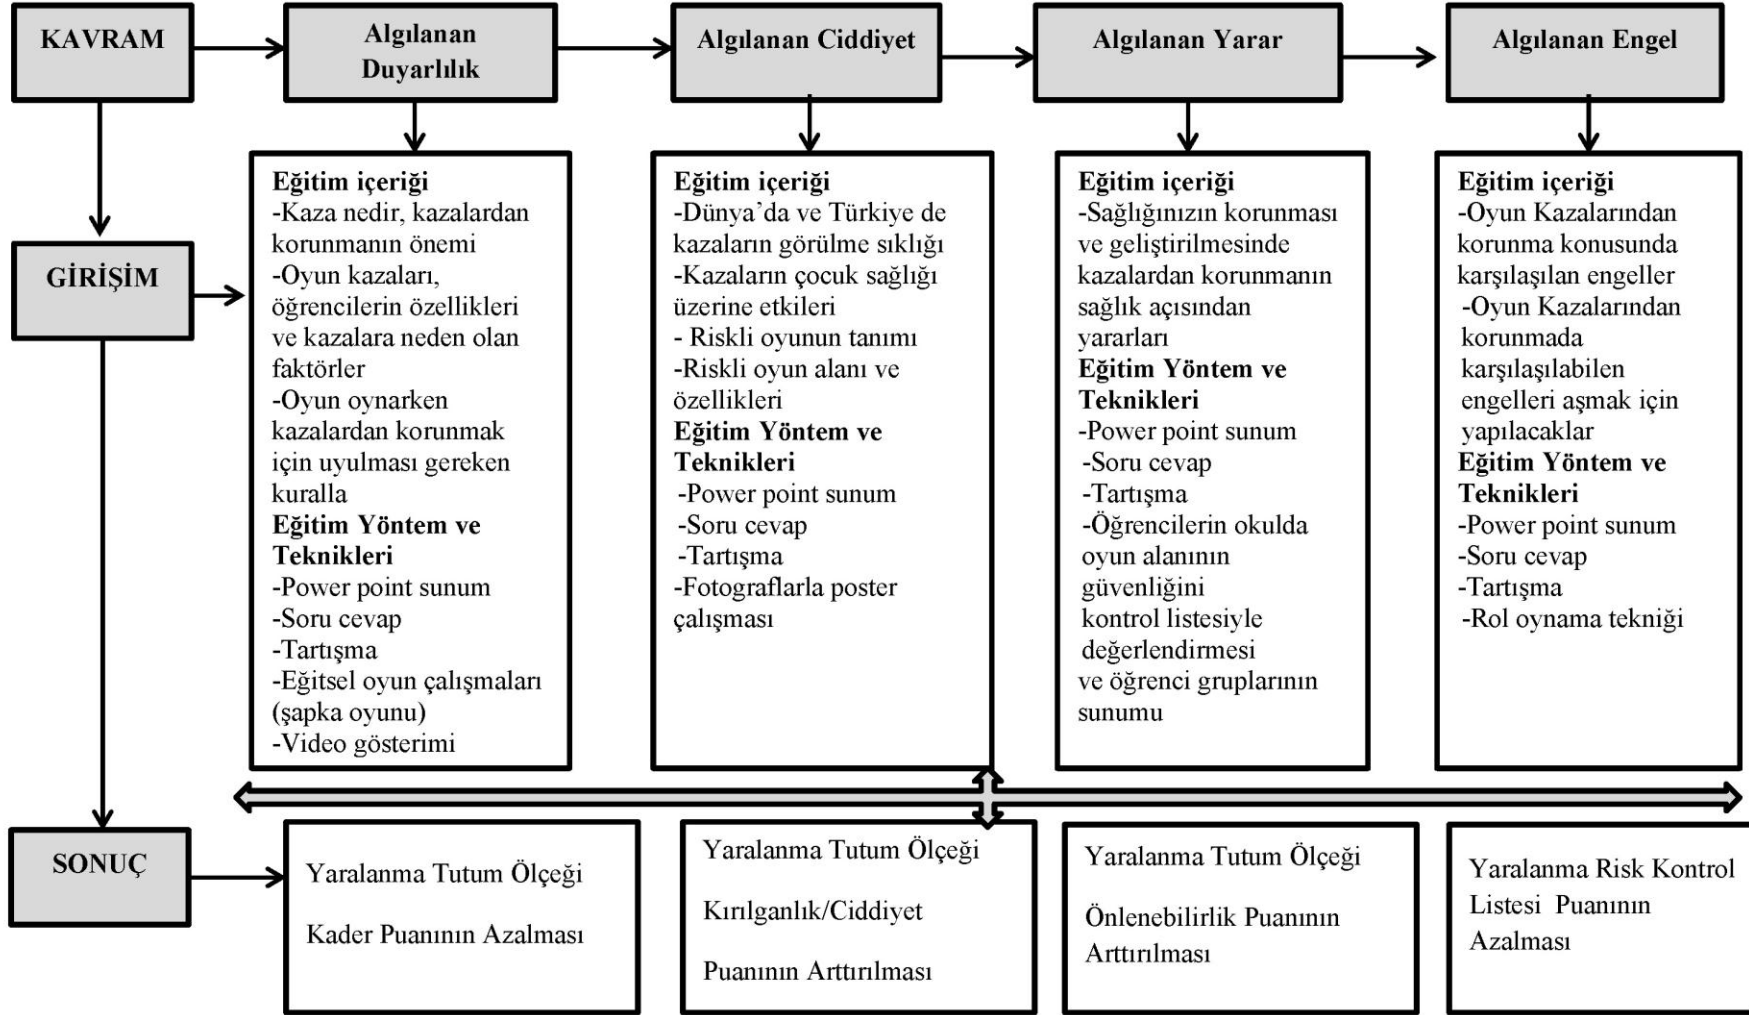 KAVRAM
Algılanan
Duyarlılık
Algılanan Ciddiyet
Algılanan Yarar
Algılanan Engel
GİRİŞİM
Eğitim içeriği
-Kaza nedir, kazalardan
korunmanın önemi
-Oyun kazaları,
öğrencilerin özellikleri
ve kazalara neden olan
faktörler
-Oyun oynarken
kazalardan korunmak
için uyulması gereken
kuralla
Eğitim Yöntem ve
Teknikleri
-Power point sunum
-Soru cevap
-Tartışma
-Eğitsel oyun çalışmaları
(şapka oyunu)
-Video gösterimi
Eğitim içeriği
-Dünya’da ve Türkiye de
kazaların görülme sıklığı
-Kazaların çocuk sağlığı
üzerine etkileri
- Riskli oyunun tanımı
-Riskli oyun alanı ve
özellikleri
Eğitim Yöntem ve
Teknikleri
-Power point sunum
-Soru cevap
-Tartışma
-Fotograflarla poster
çalışması
Eğitim içeriği
-Sağlığınızın korunması
ve geliştirilmesinde
kazalardan korunmanın
sağlık açısından
yararları
Eğitim Yöntem ve
Teknikleri
-Power point sunum
-Soru cevap
-Tartışma
-Öğrencilerin okulda
oyun alanının
güvenliğini
kontrol listesiyle
değerlendirmesi
ve öğrenci gruplarının
sunumu
Eğitim içeriği
-Oyun Kazalarından
korunma konusunda
karşılaşılan engeller
-Oyun Kazalarından
korunmada
karşılaşılabilen
engelleri aşmak için
yapılacaklar
Eğitim Yöntem ve
Teknikleri
-Power point sunum
-Soru cevap
-Tartışma
-Rol oynama tekniği
SONUÇ
Yaralanma Tutum Ölçeği
Kader Puanının Azalması
Yaralanma Tutum Ölçeği
Kırılganlık/Ciddiyet
Puanının Arttırılması
Yaralanma Tutum Ölçeği
Önlenebilirlik Puanının
Arttırılması
Yaralanma Risk Kontrol
Listesi Puanının
Azalması